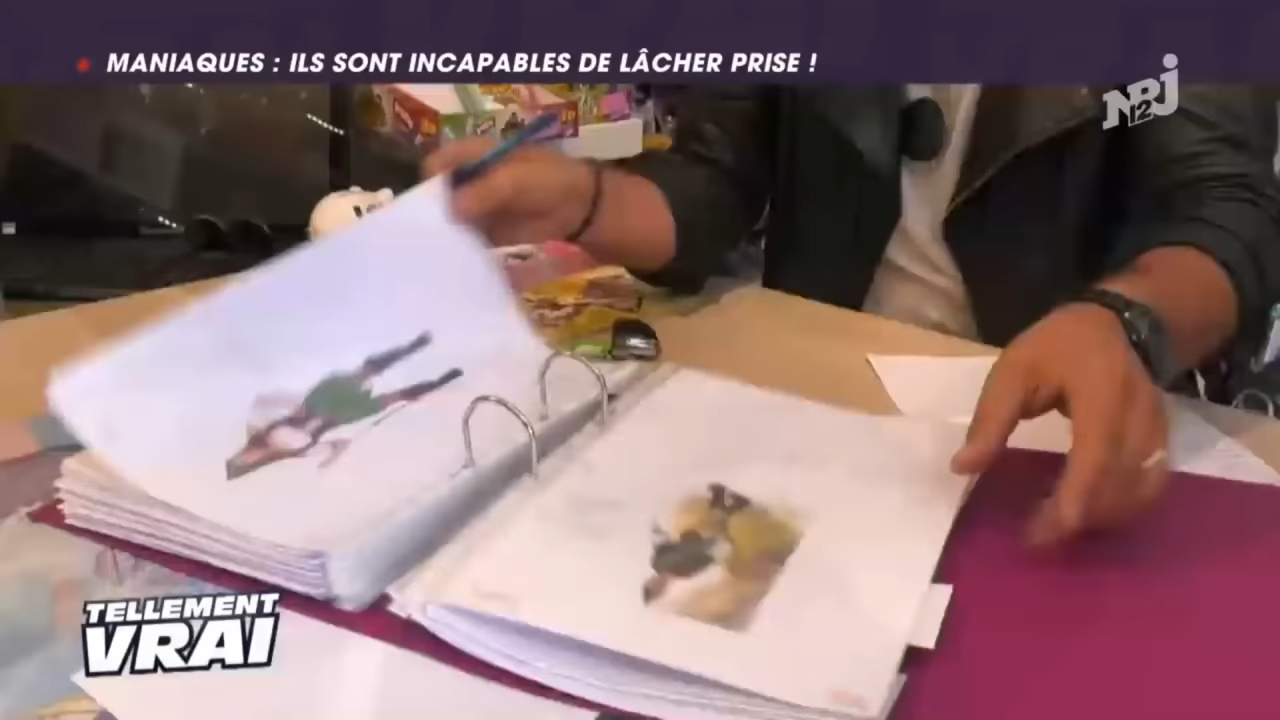 MANIAQUES : ILS SONT INCAPABLES DE LÂCHER PRISE !
NRJ
12
TELLEMENT
VRAI